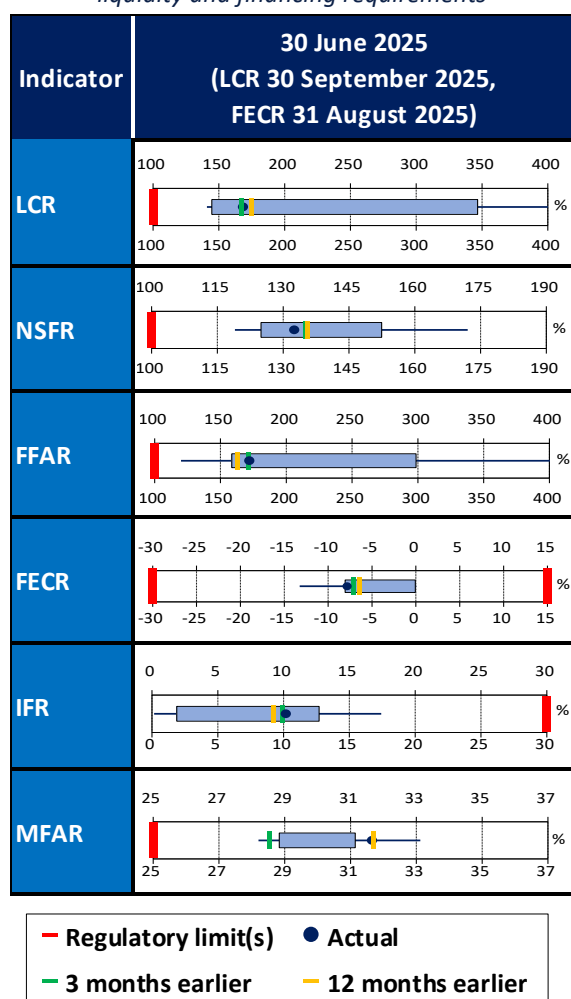 liquidity and financing requirements
Indicator
30 June 2025
(LCR 30 September 2025,
FECR 31 August 2025)
LCR
100 150 200 250 300 350 400
%
100 150 200 250 300 350 400
NSFR
100 115 130 145 160 175 190
%
100 115 130 145 160 175 190
FFAR
100 150 200 250 300 350 400
%
100 150 200 250 300 350 400
FECR
-30 -25 -20 -15 -10 -5 0 5 10 15
%
-30 -25 -20 -15 -10 -5 0 5 10 15
IFR
0 5 10 15 20 25 30
%
0 5 10 15 20 25 30
MFAR
25 27 29 31 33 35 37
%
25 27 29 31 33 35 37
Regulatory limit(s) Actual
3 months earlier 12 months earlier